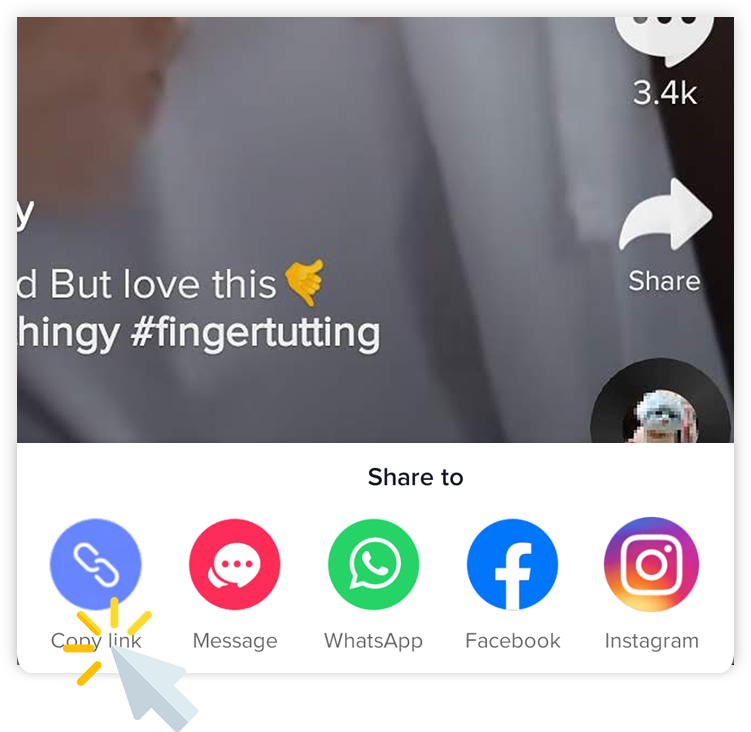 3.4k
y
Share
d But love this🤙
hingy #fingertutting
Share to
Copy link
Message
WhatsApp
Facebook
Instagram